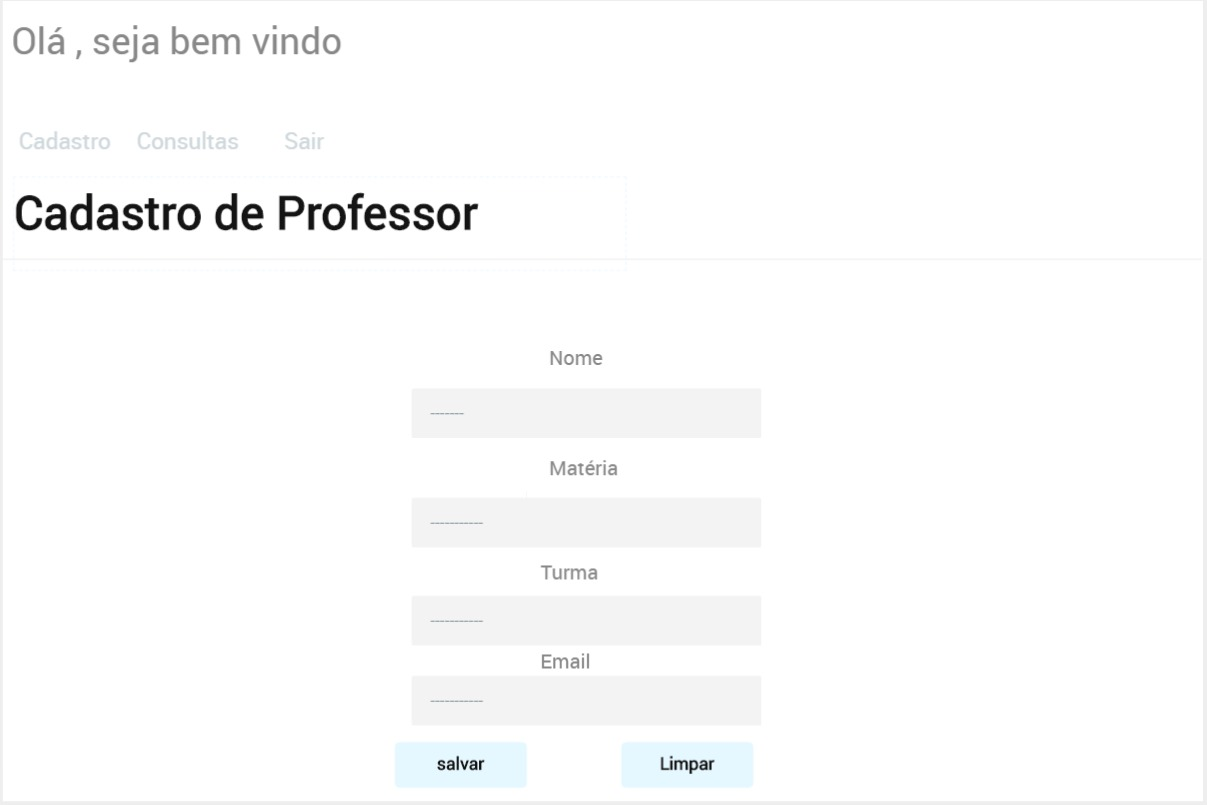 Olá , seja bem vindo
Cadastro Consultas Sair
Cadastro de Professor
Nome
-------
Matéria
-----------
Turma
-----------
Email
-----------
salvar Limpar